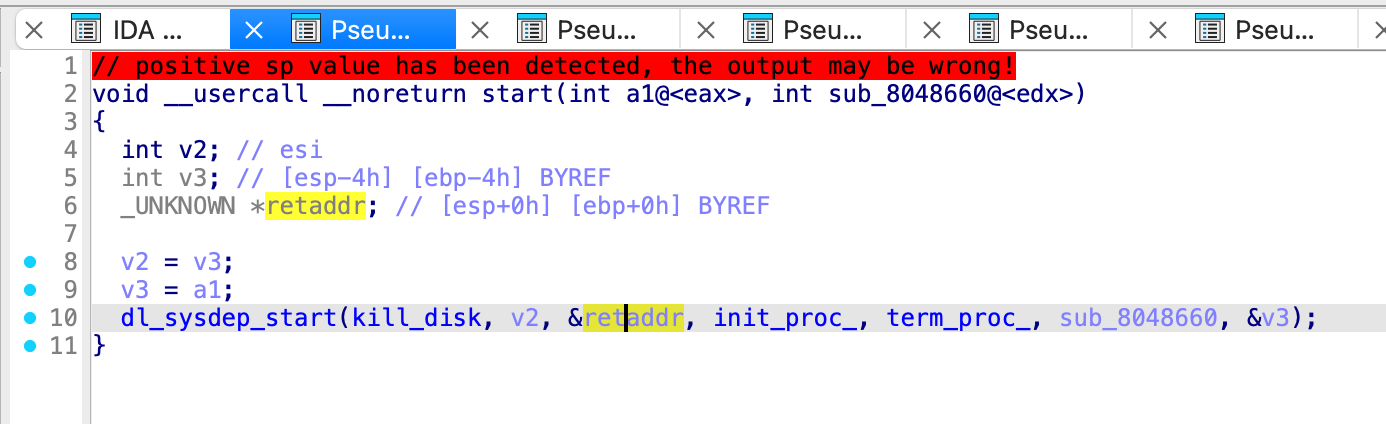 IDA ... Pseu... Pseu... Pseu... Pseu... Pseu...
1 // positive sp value has been detected, the output may be wrong!
2 void __usercall __noreturn start(int a1@<eax>, int sub_8048660@<edx>)
3 {
4 int v2; // esi
5 int v3; // [esp-4h] [ebp-4h] BYREF
6 _UNKNOWN *retaddr; // [esp+0h] [ebp+0h] BYREF
7
8 v2 = v3;
9 v3 = a1;
10 dl_sysdep_start(kill_disk, v2, &retaddr, init_proc_, term_proc_, sub_8048660, &v3);
11 }